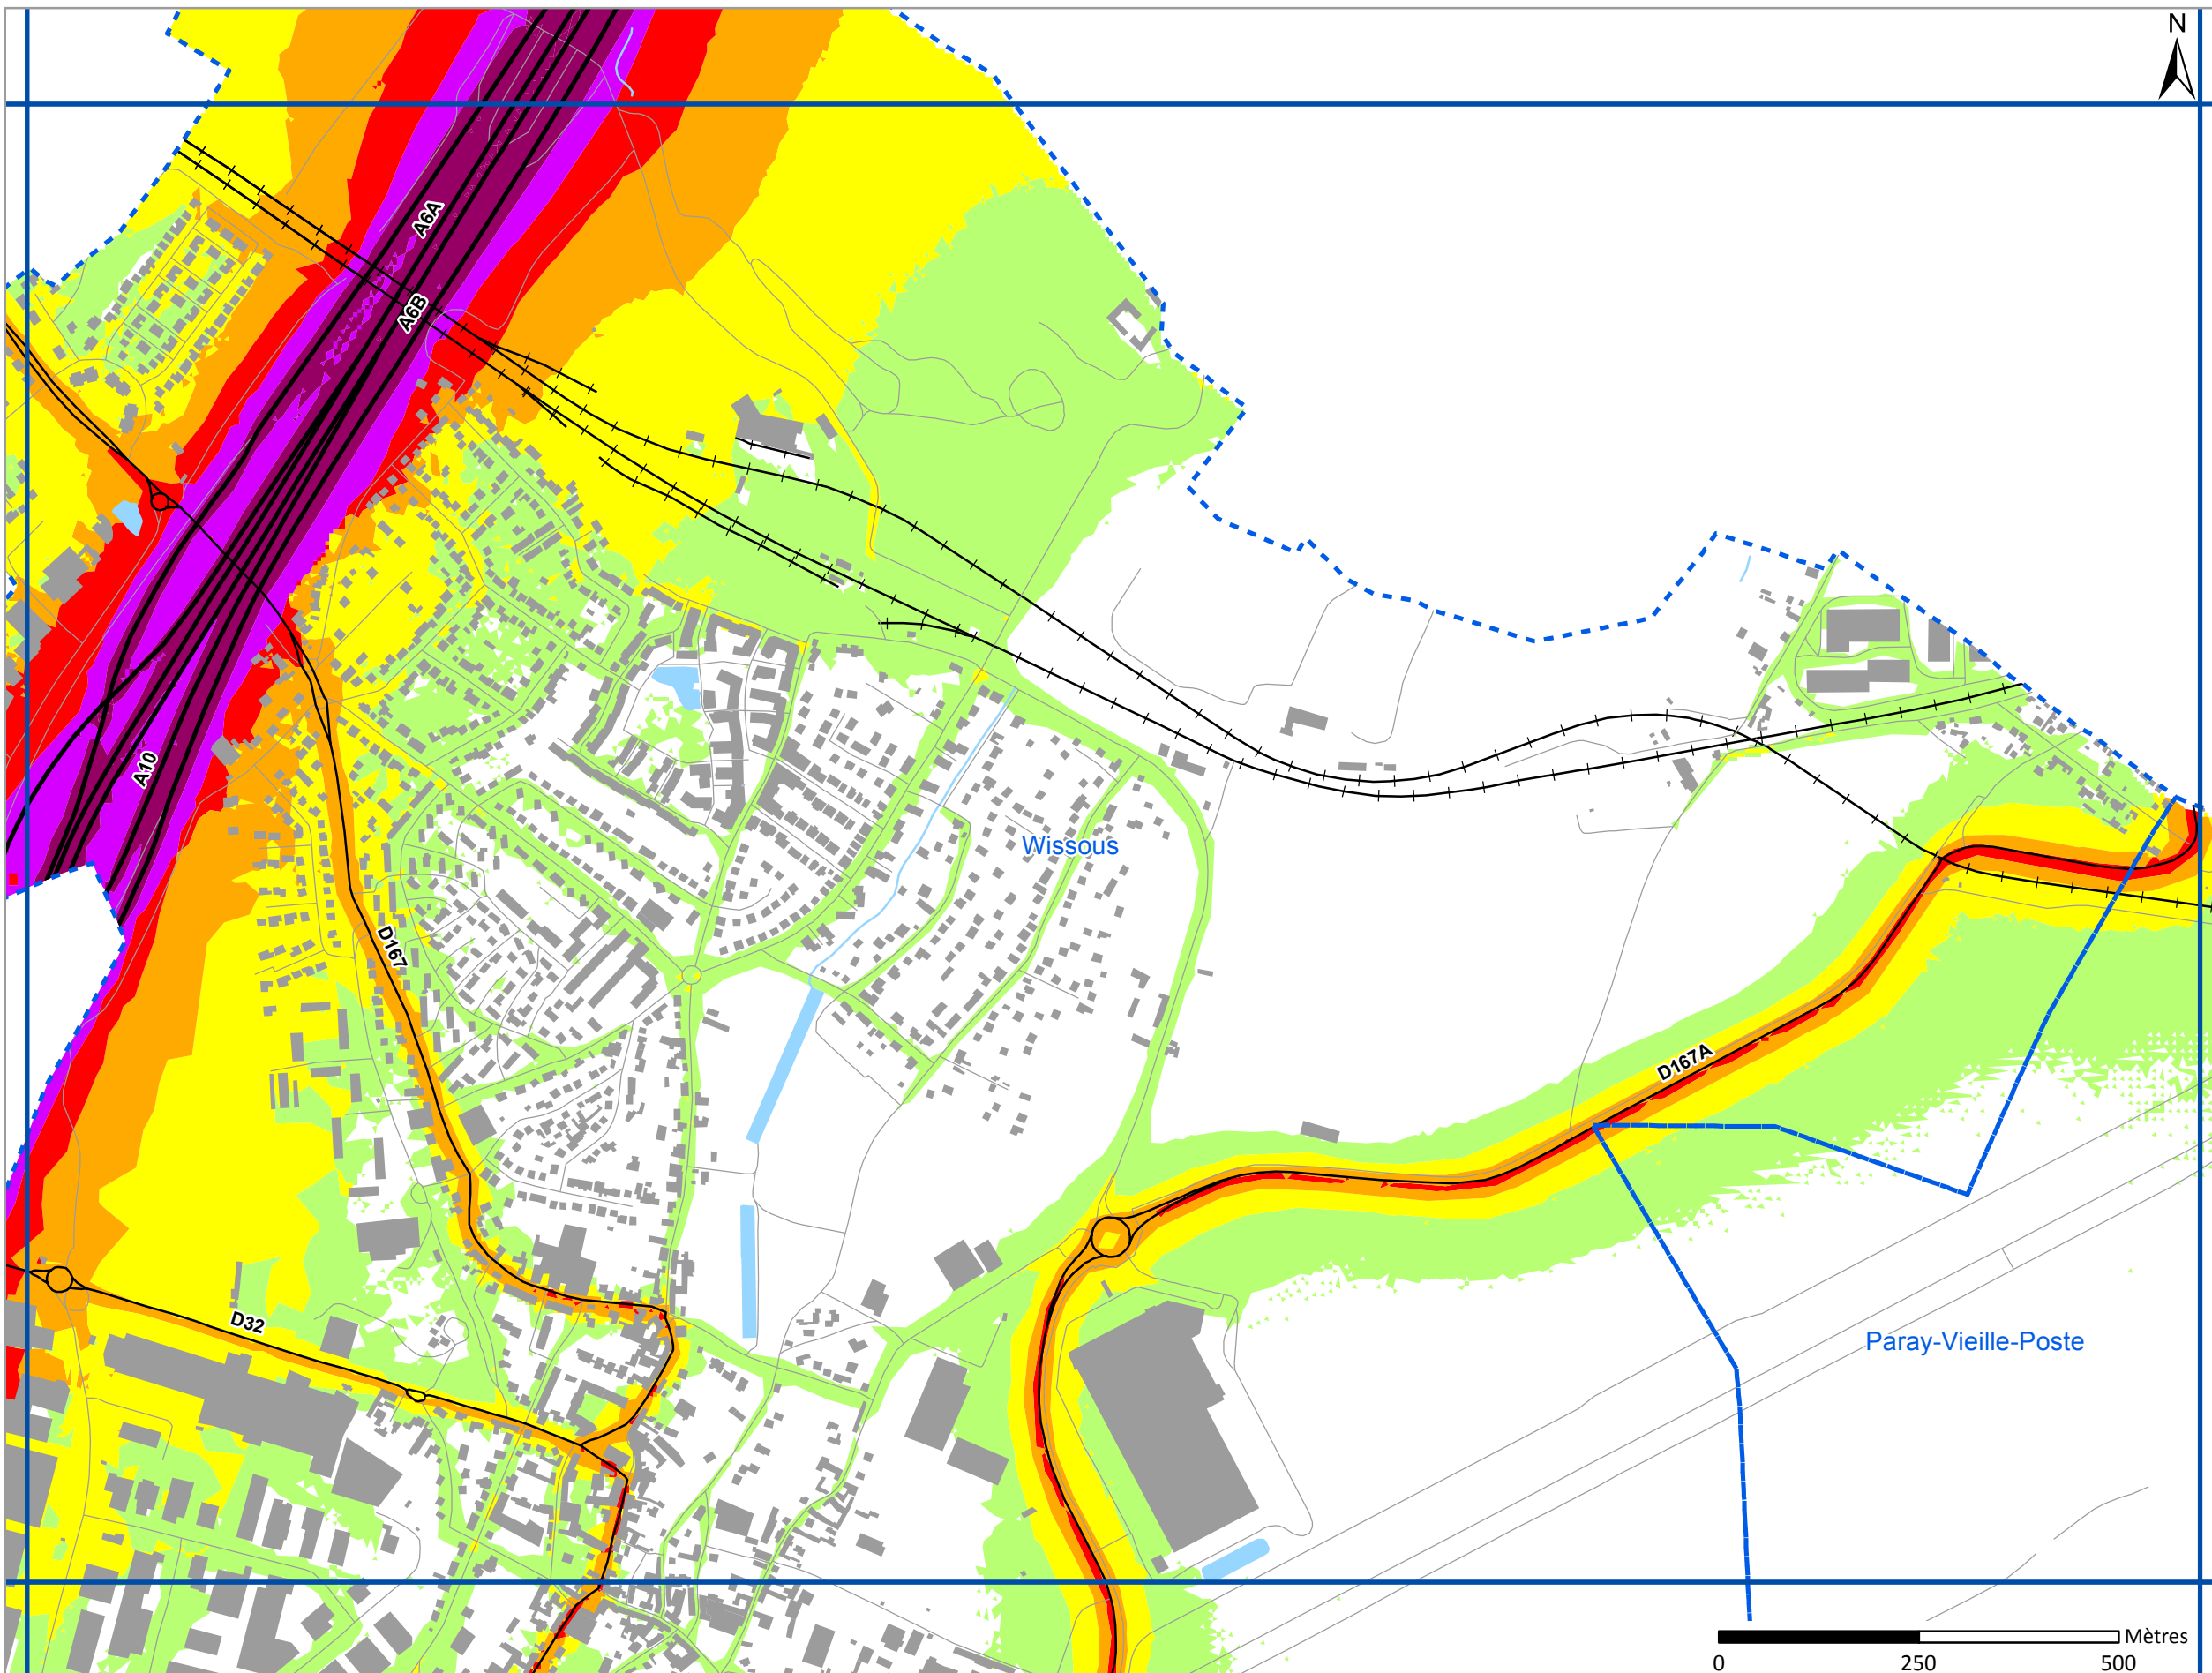 N
A6A
A6B
A10
Wissous
D167
D167A
D32
Paray-Vieille-Poste
Mètres
0 250 500